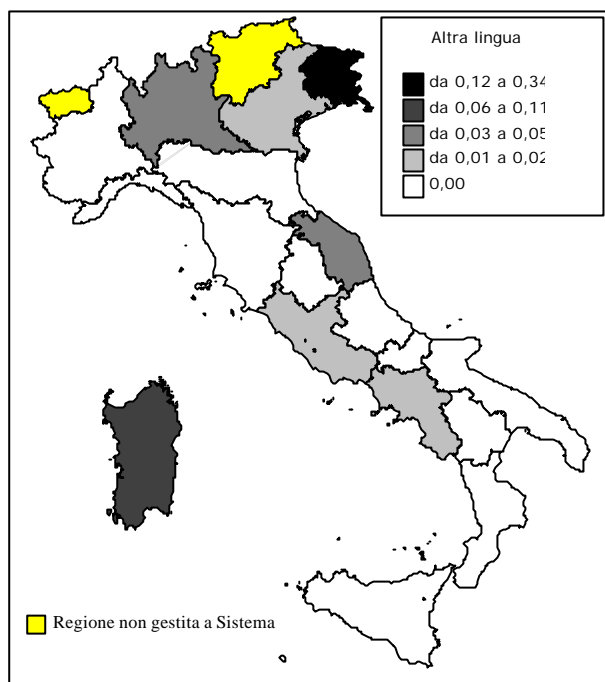 Altra lingua
da 0,12 a 0,34
da 0,06 a 0,11
da 0,03 a 0,05
da 0,01 a 0,02
0,00
Regione non gestita a Sistema